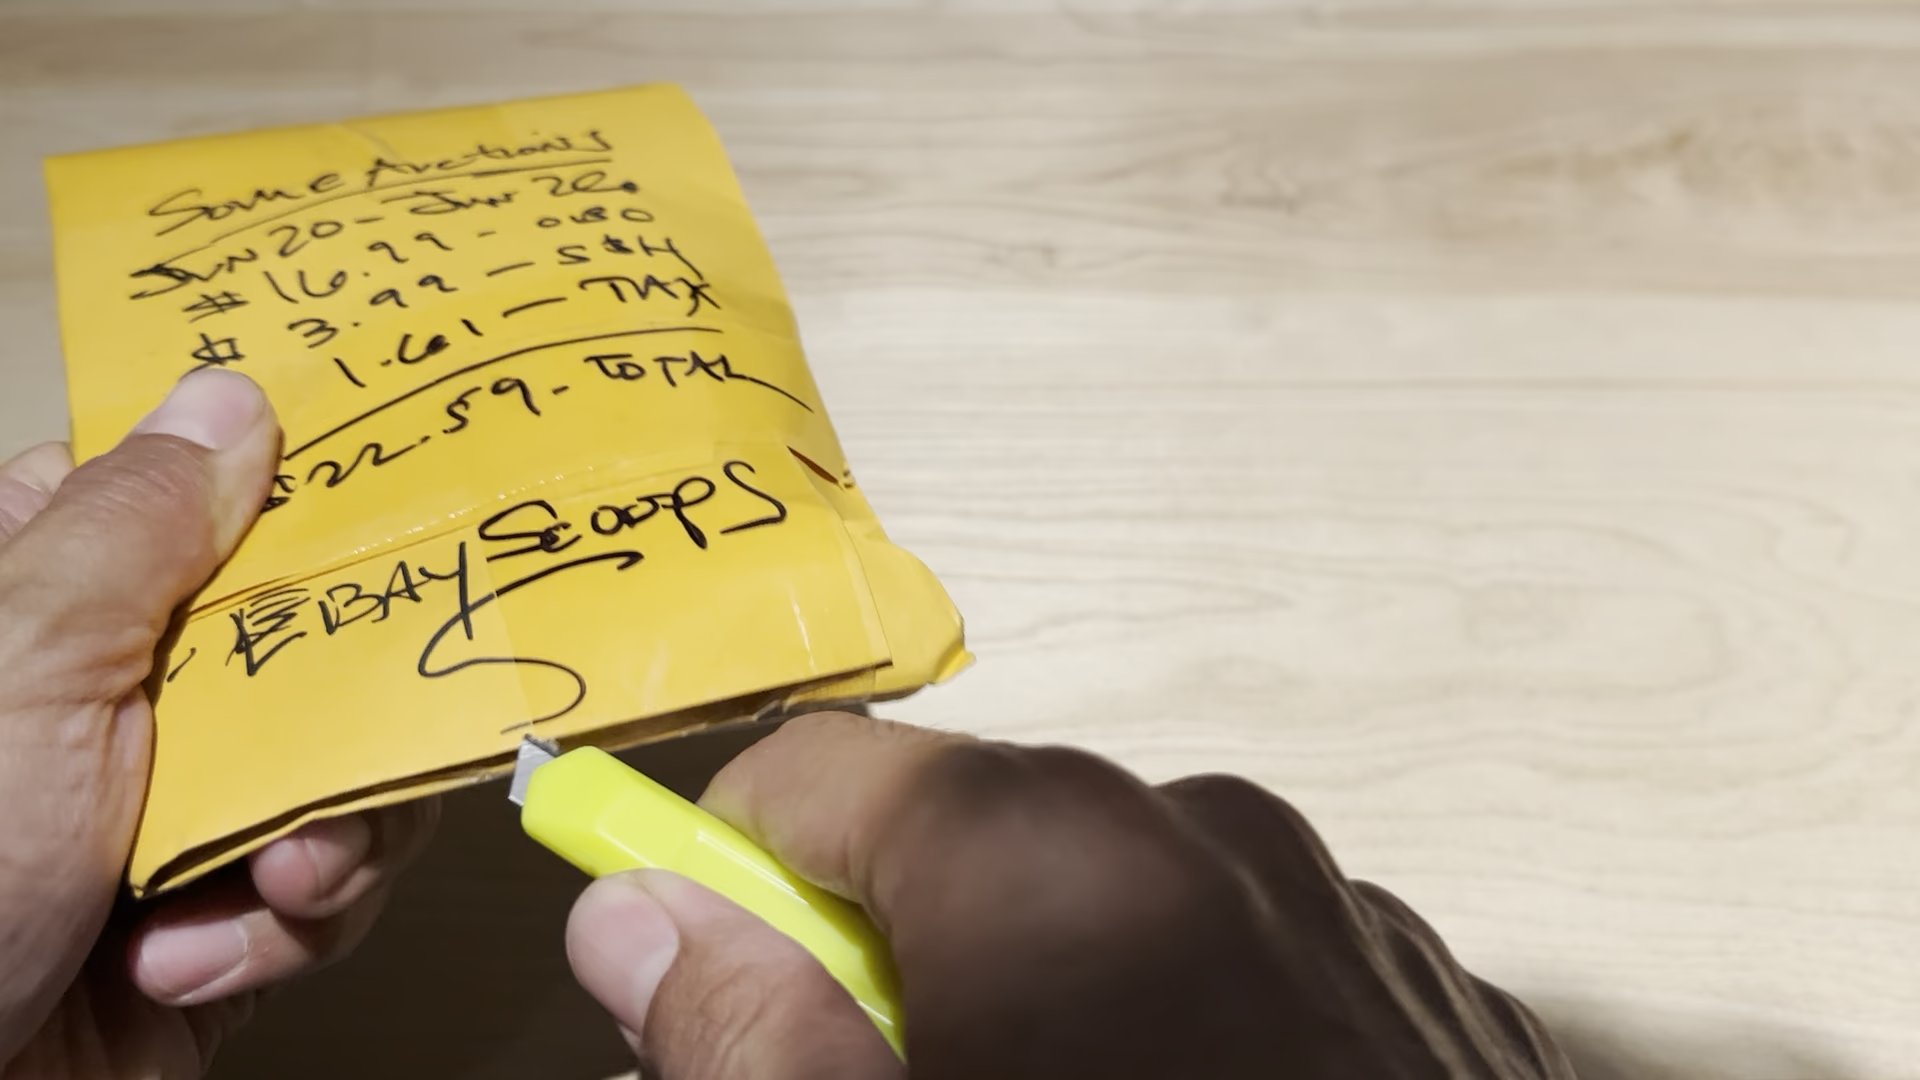 Some Auctions
JUN 20 - Jun 26.
$ 16.99 - OBO
$ 3.99 - S&H
1.61 - TAX
$22.59 - TOTAL
- EBAY SCOOPS